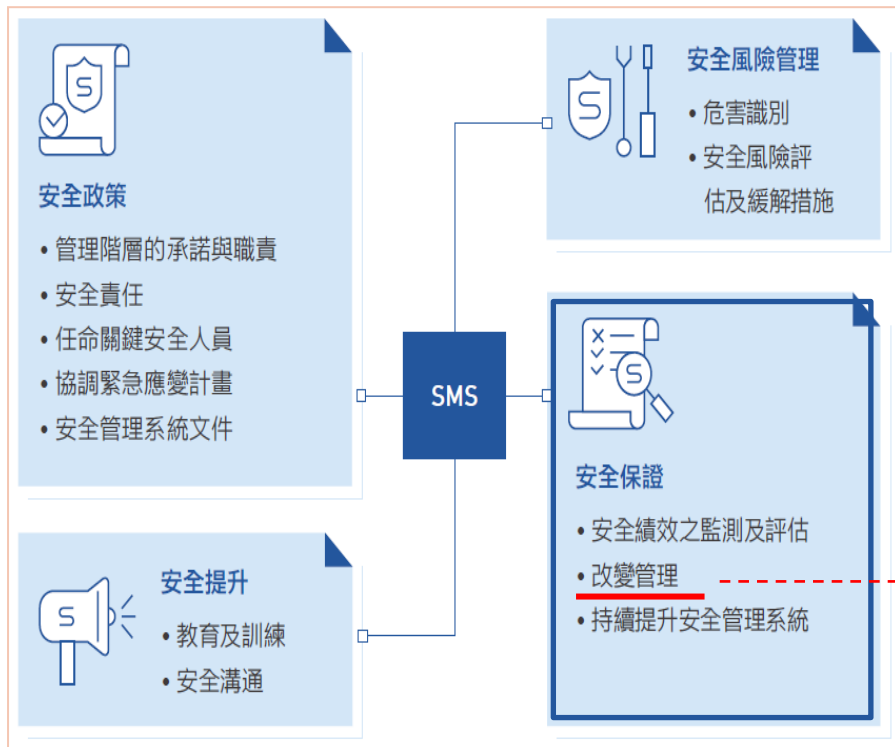 安全政策
• 管理階層的承諾與職責
• 安全責任
• 任命關鍵安全人員
• 協調緊急應變計畫
• 安全管理系統文件
安全風險管理
• 危害識別
• 安全風險評
估及緩解措施
SMS
安全保證
• 安全績效之監測及評估
• 改變管理
• 持續提升安全管理系統
安全提升
• 教育及訓練
• 安全溝通
S
S
S
S